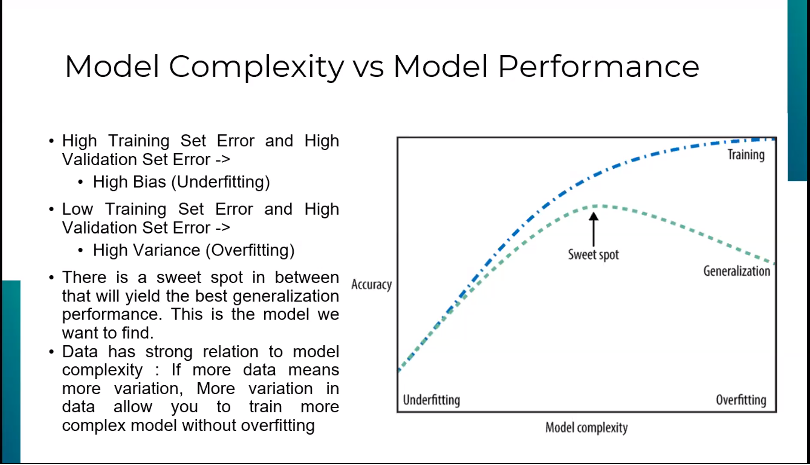 Model Complexity vs Model Performance
• High Training Set Error and High
Validation Set Error ->
• High Bias (Underfitting)
• Low Training Set Error and High
Validation Set Error ->
• High Variance (Overfitting)
• There is a sweet spot in between
that will yield the best generalization
performance. This is the model we
want to find.
• Data has strong relation to model
complexity : If more data means
more variation, More variation in
data allow you to train more
complex model without overfitting
Training
Sweet spot
Generalization
Accuracy
Underfitting
Overfitting
Model complexity